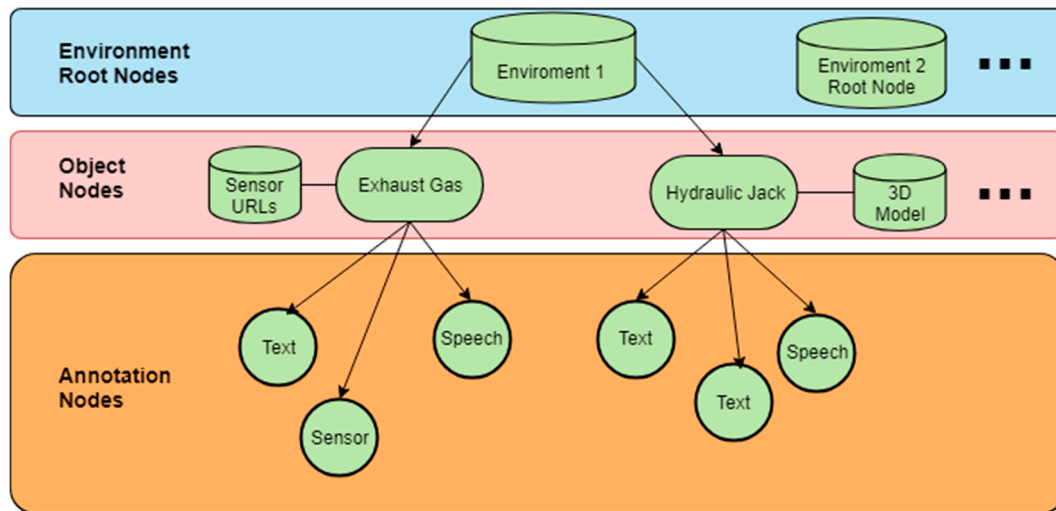 Environment
Root Nodes
Enviroment 1
Enviroment 2
Root Node
Object
Nodes
Sensor
URLs
Exhaust Gas
Hydraulic Jack
3D
Model
Annotation
Nodes
Text
Sensor
Speech
Text
Text
Speech